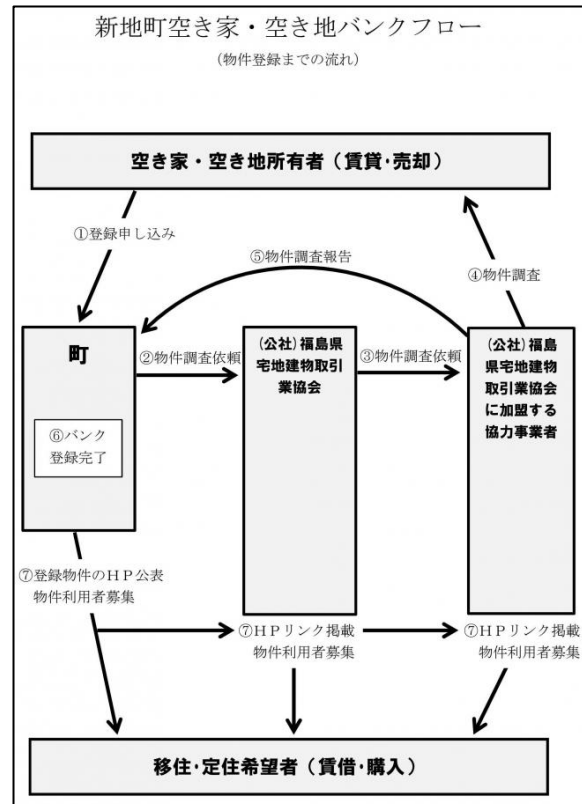 新地町空き家・空き地バンクフロー
(物件登録までの流れ)
空き家・空き地所有者（賃貸・売却）
①登録申し込み
⑤物件調査報告
④物件調査
町
②物件調査依頼
(公社)福島県
宅地建物取引
業協会
③物件調査依頼
(公社)福島
県宅地建物
取引業協会
に加盟する
協力事業者
⑥バンク
登録完了
⑦登録物件のＨＰ公表
物件利用者募集
⑦ＨＰリンク掲載
物件利用者募集
⑦ＨＰリンク掲載
物件利用者募集
移住・定住希望者（賃借・購入）